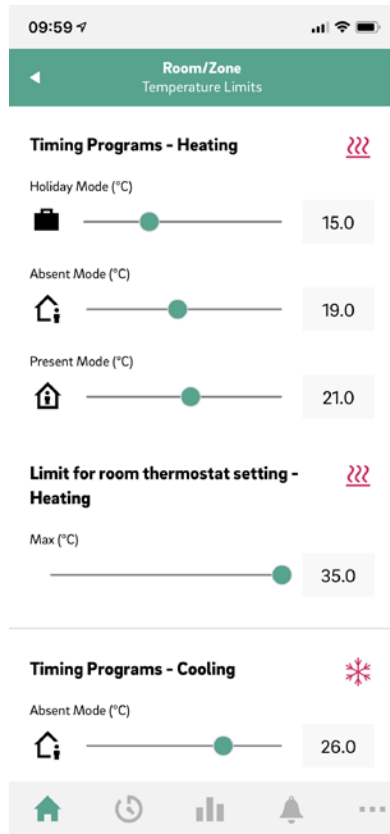 09:59
Room/Zone
Temperature Limits
Timing Programs - Heating
Holiday Mode (°C)
15.0
Absent Mode (°C)
19.0
Present Mode (°C)
21.0
Limit for room thermostat setting -
Heating
Max (°C)
35.0
Timing Programs - Cooling
Absent Mode (°C)
26.0